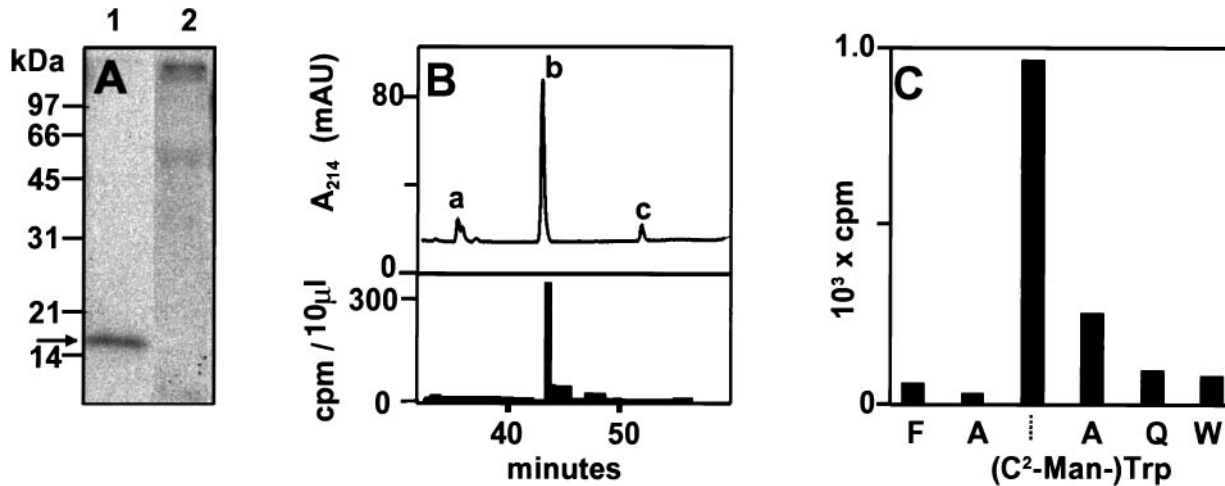 1 2
kDa
A
97
66
45
31
21
14
B
A₂₁₄ (mAU)
80
0
a
b
c
cpm / 10µl
300
0
40 50
minutes
C
10³ x cpm
1.0
0
F A A Q W
(C²-Man-)Trp